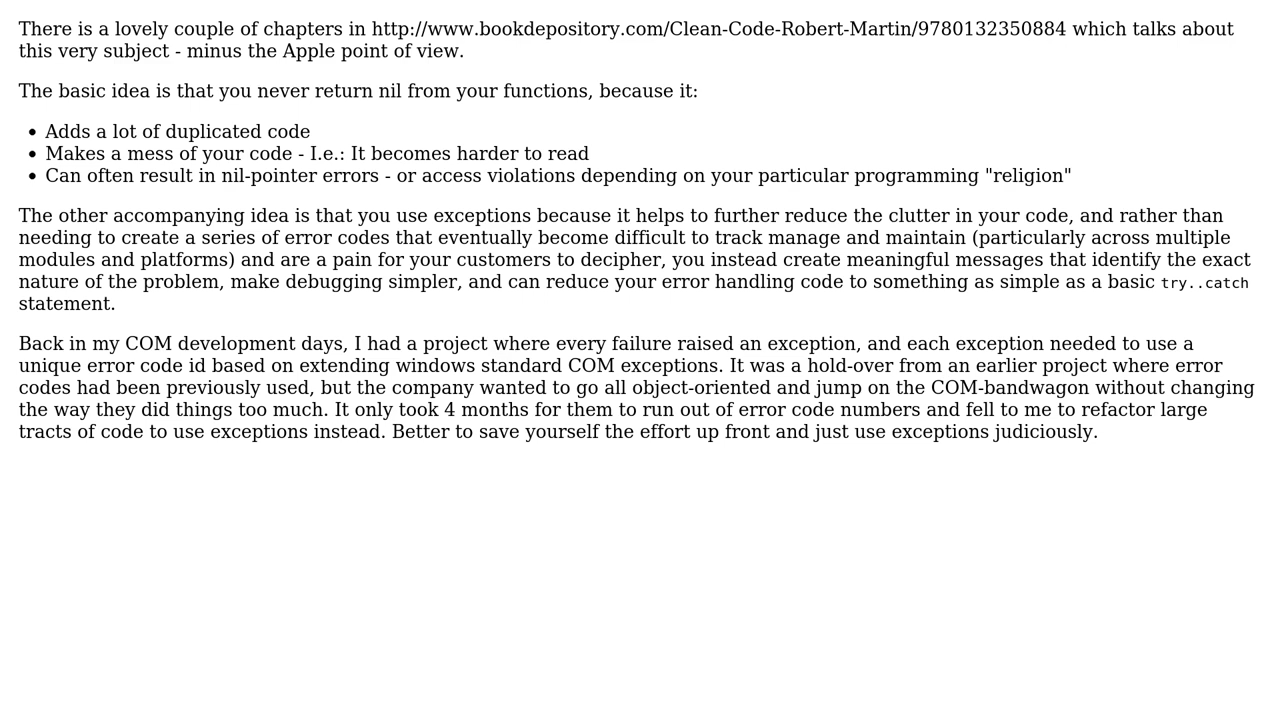 There is a lovely couple of chapters in http://www.bookdepository.com/Clean-Code-Robert-Martin/9780132350884 which talks about
this very subject - minus the Apple point of view.
The basic idea is that you never return nil from your functions, because it:
• Adds a lot of duplicated code
• Makes a mess of your code - I.e.: It becomes harder to read
• Can often result in nil-pointer errors - or access violations depending on your particular programming "religion"
The other accompanying idea is that you use exceptions because it helps to further reduce the clutter in your code, and rather than
needing to create a series of error codes that eventually become difficult to track manage and maintain (particularly across multiple
modules and platforms) and are a pain for your customers to decipher, you instead create meaningful messages that identify the exact
nature of the problem, make debugging simpler, and can reduce your error handling code to something as simple as a basic try..catch
statement.
Back in my COM development days, I had a project where every failure raised an exception, and each exception needed to use a
unique error code id based on extending windows standard COM exceptions. It was a hold-over from an earlier project where error
codes had been previously used, but the company wanted to go all object-oriented and jump on the COM-bandwagon without changing
the way they did things too much. It only took 4 months for them to run out of error code numbers and fell to me to refactor large
tracts of code to use exceptions instead. Better to save yourself the effort up front and just use exceptions judiciously.